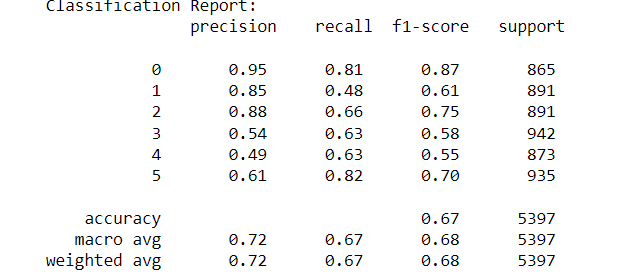 Classification Report:
precision recall f1-score support
0 0.95 0.81 0.87 865
1 0.85 0.48 0.61 891
2 0.88 0.66 0.75 891
3 0.54 0.63 0.58 942
4 0.49 0.63 0.55 873
5 0.61 0.82 0.70 935
accuracy 0.67 5397
macro avg 0.72 0.67 0.68 5397
weighted avg 0.72 0.67 0.68 5397